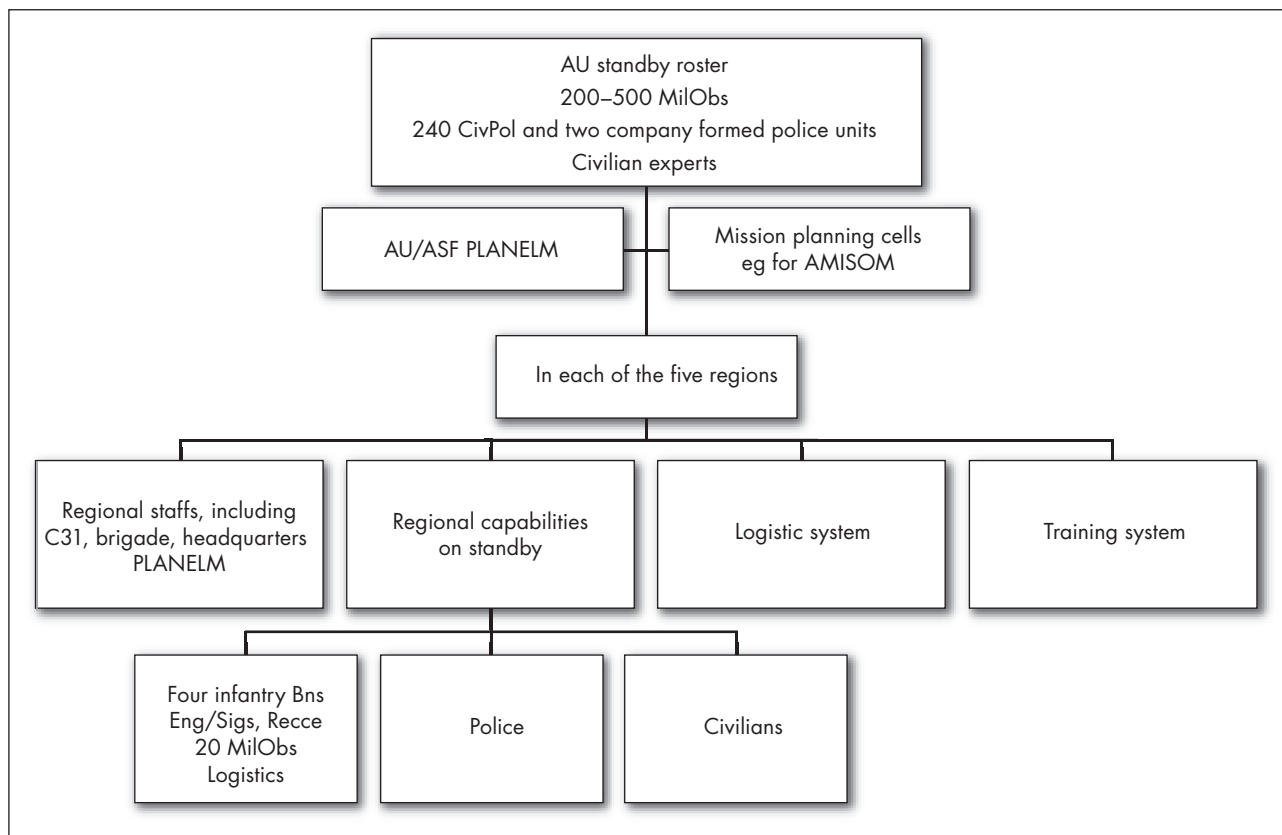 AU standby roster
200–500 MilObs
240 CivPol and two company formed police units
Civilian experts
AU/ASF PLANELM
Mission planning cells
eg for AMISOM
In each of the five regions
Regional staffs, including
C31, brigade, headquarters
PLANELM
Regional capabilities
on standby
Logistic system
Training system
Four infantry Bns
Eng/Sigs, Recce
20 MilObs
Logistics
Police
Civilians